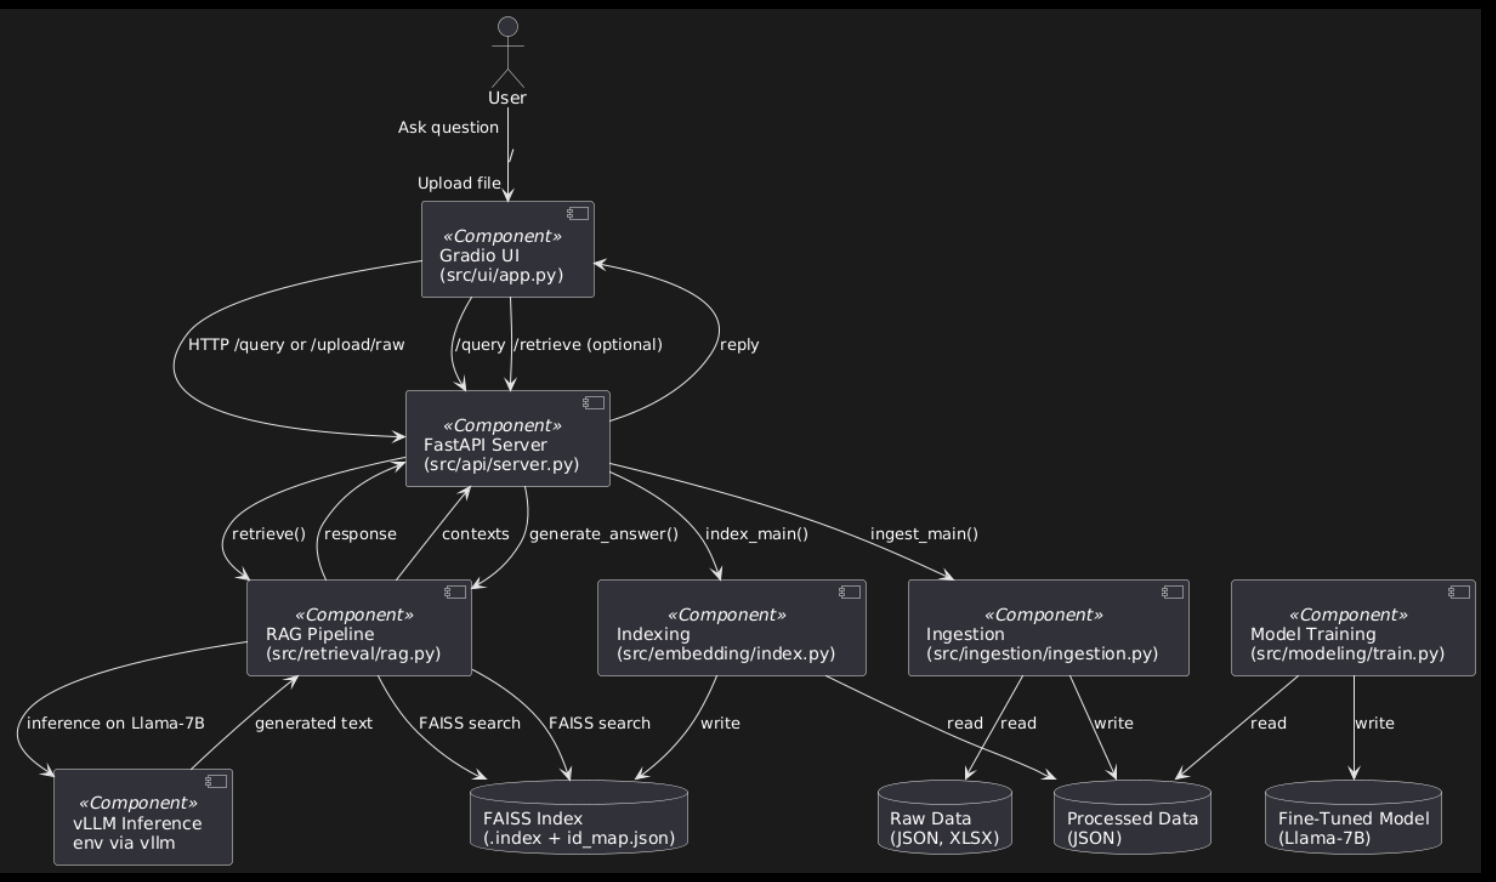 User
Ask question
/
Upload file
«Component»
Gradio UI
(src/ui/app.py)
HTTP /query or /upload/raw
/query
/retrieve (optional)
reply
«Component»
FastAPI Server
(src/api/server.py)
retrieve()
response
contexts
generate_answer()
index_main()
ingest_main()
«Component»
RAG Pipeline
(src/retrieval/rag.py)
«Component»
Indexing
(src/embedding/index.py)
«Component»
Ingestion
(src/ingestion/ingestion.py)
«Component»
Model Training
(src/modeling/train.py)
inference on Llama-7B
generated text
FAISS search
FAISS search
write
read
read
write
read
write
«Component»
vLLM Inference
env via vllm
FAISS Index
(.index + id_map.json)
Raw Data
(JSON, XLSX)
Processed Data
(JSON)
Fine-Tuned Model
(Llama-7B)